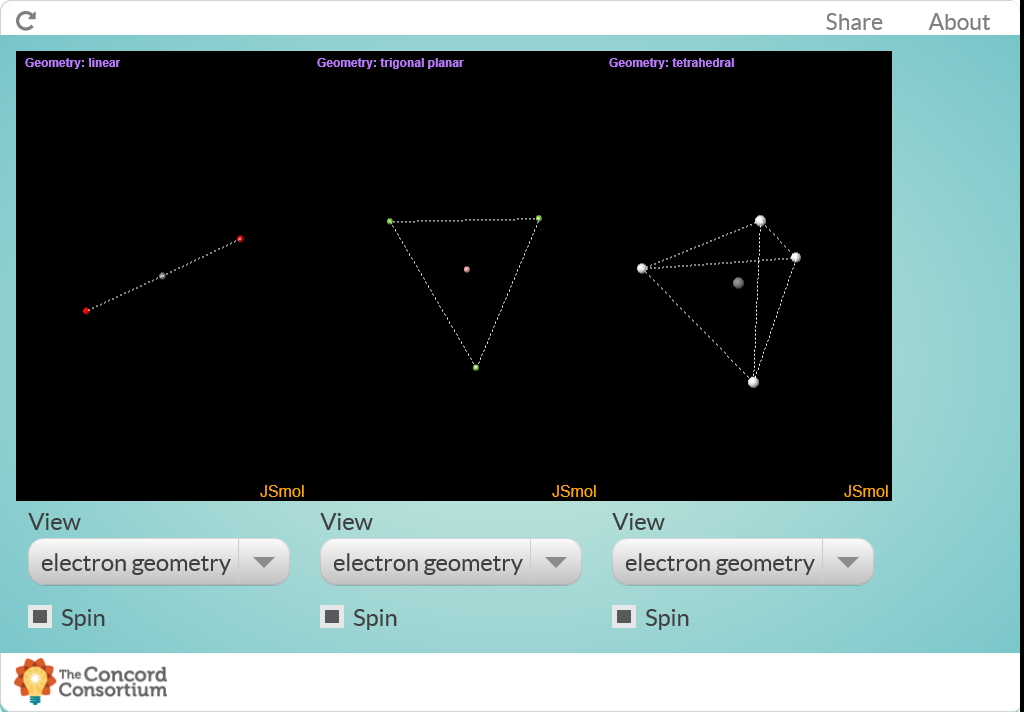 Share About
Geometry: linear Geometry: trigonal planar Geometry: tetrahedral
JSmol JSmol JSmol
View View View
electron geometry electron geometry electron geometry
Spin Spin Spin
The Concord
Consortium